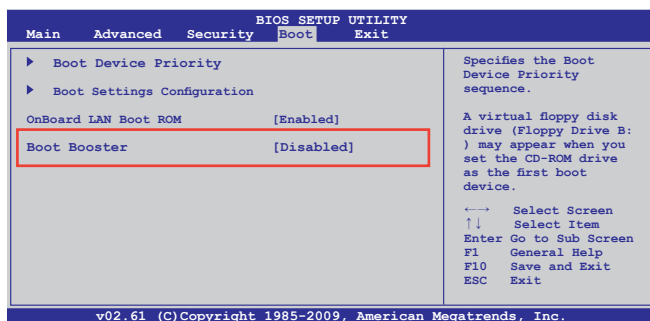 BIOS SETUP UTILITY
Main Advanced Security Boot Exit
Boot Device Priority
Boot Settings Configuration
OnBoard LAN Boot ROM [Enabled]
Boot Booster [Disabled]
Specifies the Boot
Device Priority
sequence.
A virtual floppy disk
drive (Floppy Drive B:
) may appear when you
set the CD-ROM drive
as the first boot
device.
←→ Select Screen
↑↓ Select Item
Enter Go to Sub Screen
F1 General Help
F10 Save and Exit
ESC Exit
v02.61 (C)Copyright 1985-2009, American Megatrends, Inc.